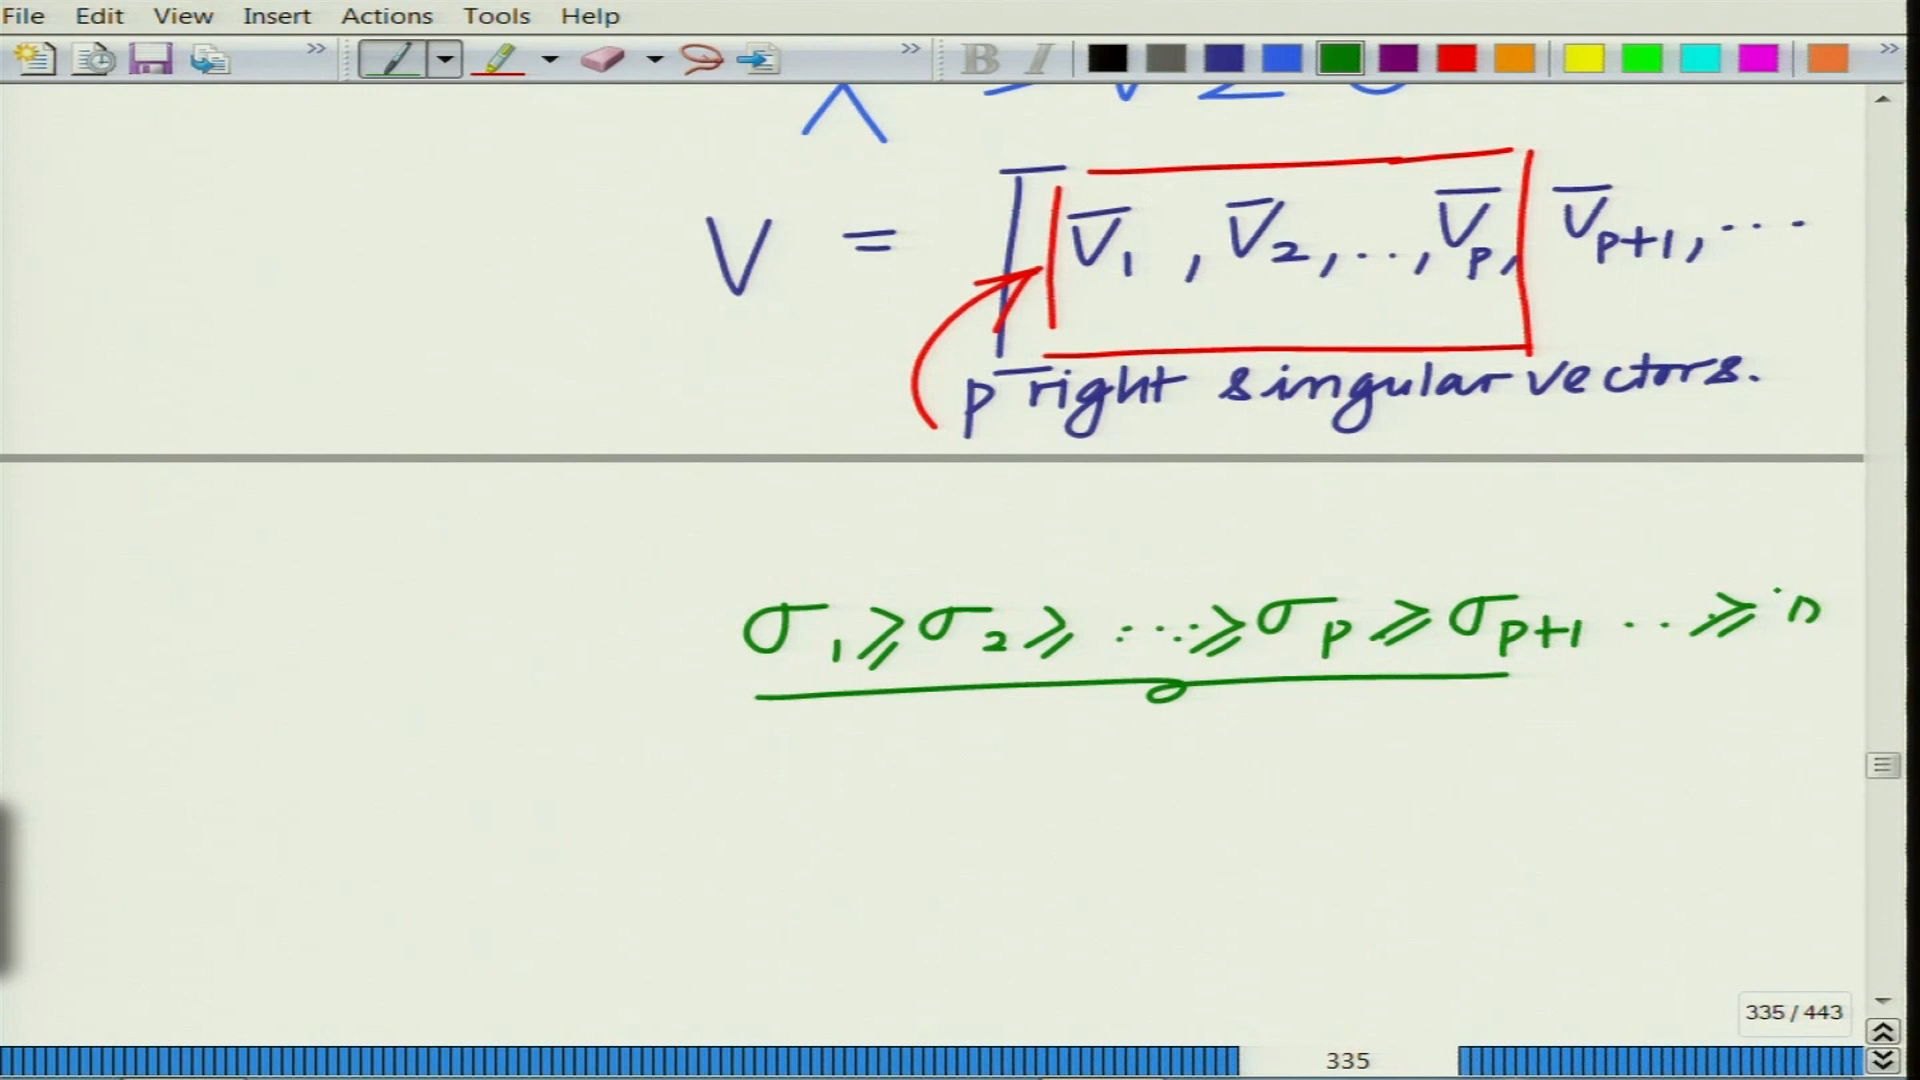 File Edit View Insert Actions Tools Help
B I
V = [V̅1, V̅2, .., V̅p, V̅p+1, ...
p right singular vectors.
σ1 ≥ σ2 ≥ ... ≥ σp ≥ σp+1 .. ≥
335 / 443
335